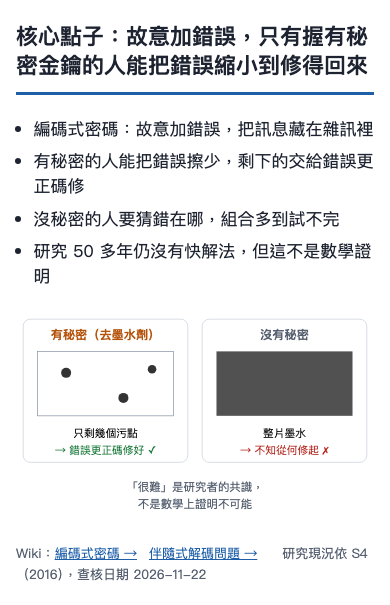 核心點子：故意加錯誤，只有握有秘
密金鑰的人能把錯誤縮小到修得回來
• 編碼式密碼：故意加錯誤，把訊息藏在雜訊裡
• 有秘密的人能把錯誤擦少，剩下的交給錯誤更
正碼修
• 沒秘密的人要猜錯在哪，組合多到試不完
• 研究 50 多年仍沒有快解法，但這不是數學證
明
有秘密（去墨水劑）
只剩幾個污點
→ 錯誤更正碼修好 ✓
沒有秘密
整片墨水
→ 不知從何修起 ✗
「很難」是研究者的共識，
不是數學上證明不可能
Wiki：編碼式密碼 → 伴隨式解碼問題 → 研究現況依 S4
（2016），查核日期 2026-11-22